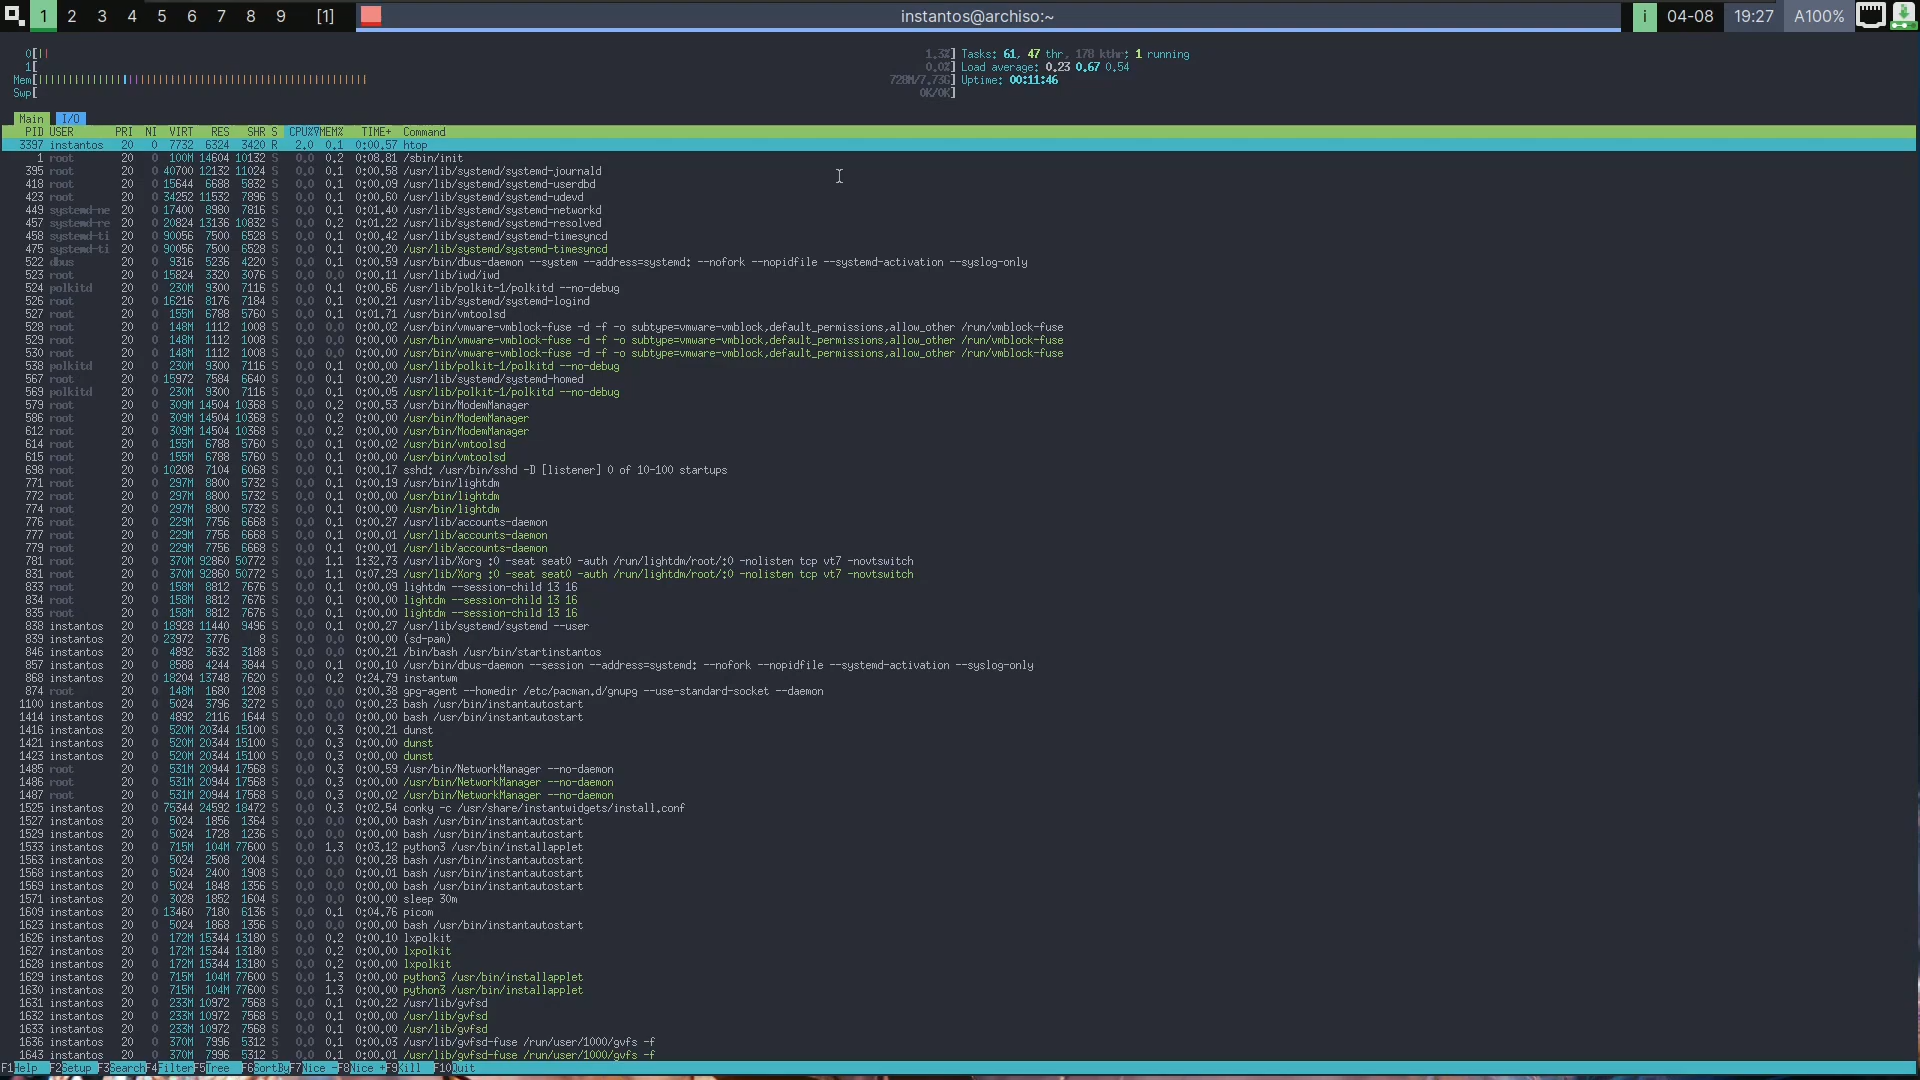 1 2 3 4 5 6 7 8 9 [1] instantos@archiso:~ i 04-08 19:27 A100%
0[|| 1.3%] Tasks: 61, 47 thr, 178 kthr; 1 running
1[ 0.0%] Load average: 0.23 0.67 0.54
Mem[ 728M/7.73G] Uptime: 00:11:46
Swp[ 0K/0K]
Main I/O
PID USER PRI NI VIRT RES SHR S CPU%▽MEM% TIME+ Command
3397 instantos 20 0 7732 6324 3420 R 2.0 0.1 0:00.57 htop
1 root 20 0 100M 14604 10132 S 0.0 0.2 0:08.81 /sbin/init
395 root 20 0 40700 12132 11024 S 0.0 0.1 0:00.58 /usr/lib/systemd/systemd-journald
418 root 20 0 15644 6688 5832 S 0.0 0.1 0:00.09 /usr/lib/systemd/systemd-userdbd
423 root 20 0 34252 11532 7896 S 0.0 0.1 0:00.60 /usr/lib/systemd/systemd-udevd
449 systemd-ne 20 0 17400 8980 7816 S 0.0 0.1 0:01.40 /usr/lib/systemd/systemd-networkd
457 systemd-re 20 0 20824 13136 10832 S 0.0 0.2 0:01.22 /usr/lib/systemd/systemd-resolved
458 systemd-ti 20 0 90056 7500 6528 S 0.0 0.1 0:00.42 /usr/lib/systemd/systemd-timesyncd
475 systemd-ti 20 0 90056 7500 6528 S 0.0 0.1 0:00.20 /usr/lib/systemd/systemd-timesyncd
522 dbus 20 0 9316 5236 4220 S 0.0 0.1 0:00.59 /usr/bin/dbus-daemon --system --address=systemd: --nofork --nopidfile --systemd-activation --syslog-only
523 root 20 0 15824 3320 3076 S 0.0 0.0 0:00.11 /usr/lib/iwd/iwd
524 polkitd 20 0 230M 9300 7116 S 0.0 0.1 0:00.66 /usr/lib/polkit-1/polkitd --no-debug
526 root 20 0 16216 8176 7184 S 0.0 0.1 0:00.21 /usr/lib/systemd/systemd-logind
527 root 20 0 155M 6788 5760 S 0.0 0.1 0:01.71 /usr/bin/vmtoolsd
528 root 20 0 148M 1112 1008 S 0.0 0.0 0:00.02 /usr/bin/vmware-vmblock-fuse -d -f -o subtype=vmware-vmblock,default_permissions,allow_other /run/vmblock-fuse
529 root 20 0 148M 1112 1008 S 0.0 0.0 0:00.00 /usr/bin/vmware-vmblock-fuse -d -f -o subtype=vmware-vmblock,default_permissions,allow_other /run/vmblock-fuse
530 root 20 0 148M 1112 1008 S 0.0 0.0 0:00.00 /usr/bin/vmware-vmblock-fuse -d -f -o subtype=vmware-vmblock,default_permissions,allow_other /run/vmblock-fuse
538 polkitd 20 0 230M 9300 7116 S 0.0 0.1 0:00.00 /usr/lib/polkit-1/polkitd --no-debug
567 root 20 0 15972 7584 6640 S 0.0 0.1 0:00.20 /usr/lib/systemd/systemd-homed
569 polkitd 20 0 230M 9300 7116 S 0.0 0.1 0:00.05 /usr/lib/polkit-1/polkitd --no-debug
579 root 20 0 309M 14504 10368 S 0.0 0.2 0:00.53 /usr/bin/ModemManager
586 root 20 0 309M 14504 10368 S 0.0 0.2 0:00.00 /usr/bin/ModemManager
612 root 20 0 309M 14504 10368 S 0.0 0.2 0:00.00 /usr/bin/ModemManager
614 root 20 0 155M 6788 5760 S 0.0 0.1 0:00.02 /usr/bin/vmtoolsd
615 root 20 0 155M 6788 5760 S 0.0 0.1 0:00.00 /usr/bin/vmtoolsd
698 root 20 0 10208 7104 6068 S 0.0 0.1 0:00.17 sshd: /usr/bin/sshd -D [listener] 0 of 10-100 startups
771 root 20 0 297M 8800 5732 S 0.0 0.1 0:00.19 /usr/bin/lightdm
772 root 20 0 297M 8800 5732 S 0.0 0.1 0:00.00 /usr/bin/lightdm
774 root 20 0 297M 8800 5732 S 0.0 0.1 0:00.00 /usr/bin/lightdm
776 root 20 0 229M 7756 6668 S 0.0 0.1 0:00.27 /usr/lib/accounts-daemon
777 root 20 0 229M 7756 6668 S 0.0 0.1 0:00.01 /usr/lib/accounts-daemon
779 root 20 0 229M 7756 6668 S 0.0 0.1 0:00.01 /usr/lib/accounts-daemon
781 root 20 0 370M 92860 50772 S 0.0 1.1 1:32.73 /usr/lib/Xorg :0 -seat seat0 -auth /run/lightdm/root/:0 -nolisten tcp vt7 -novtswitch
831 root 20 0 370M 92860 50772 S 0.0 1.1 0:07.29 /usr/lib/Xorg :0 -seat seat0 -auth /run/lightdm/root/:0 -nolisten tcp vt7 -novtswitch
833 root 20 0 158M 8812 7676 S 0.0 0.1 0:00.09 lightdm --session-child 13 16
834 root 20 0 158M 8812 7676 S 0.0 0.1 0:00.00 lightdm --session-child 13 16
835 root 20 0 158M 8812 7676 S 0.0 0.1 0:00.00 lightdm --session-child 13 16
838 instantos 20 0 18928 11440 9496 S 0.0 0.1 0:00.27 /usr/lib/systemd/systemd --user
839 instantos 20 0 23972 3776 8 S 0.0 0.0 0:00.00 (sd-pam)
846 instantos 20 0 4892 3632 3188 S 0.0 0.0 0:00.21 /bin/bash /usr/bin/startinstantos
857 instantos 20 0 8588 4244 3844 S 0.0 0.1 0:00.10 /usr/bin/dbus-daemon --session --address=systemd: --nofork --nopidfile --systemd-activation --syslog-only
868 instantos 20 0 18204 13748 7620 S 0.0 0.2 0:24.79 instantwm
874 root 20 0 148M 1680 1208 S 0.0 0.0 0:00.38 gpg-agent --homedir /etc/pacman.d/gnupg --use-standard-socket --daemon
1100 instantos 20 0 5024 3796 3272 S 0.0 0.0 0:00.23 bash /usr/bin/instantautostart
1414 instantos 20 0 4892 2116 1644 S 0.0 0.0 0:00.00 bash /usr/bin/instantautostart
1416 instantos 20 0 520M 20344 15100 S 0.0 0.3 0:00.21 dunst
1421 instantos 20 0 520M 20344 15100 S 0.0 0.3 0:00.00 dunst
1423 instantos 20 0 520M 20344 15100 S 0.0 0.3 0:00.00 dunst
1485 root 20 0 531M 20944 17568 S 0.0 0.3 0:00.59 /usr/bin/NetworkManager --no-daemon
1486 root 20 0 531M 20944 17568 S 0.0 0.3 0:00.00 /usr/bin/NetworkManager --no-daemon
1487 root 20 0 531M 20944 17568 S 0.0 0.3 0:00.02 /usr/bin/NetworkManager --no-daemon
1525 instantos 20 0 75344 24592 18472 S 0.0 0.3 0:02.54 conky -c /usr/share/instantwidgets/install.conf
1527 instantos 20 0 5024 1856 1364 S 0.0 0.0 0:00.00 bash /usr/bin/instantautostart
1529 instantos 20 0 5024 1728 1236 S 0.0 0.0 0:00.00 bash /usr/bin/instantautostart
1533 instantos 20 0 715M 104M 77600 S 0.0 1.3 0:03.12 python3 /usr/bin/installapplet
1563 instantos 20 0 5024 2508 2004 S 0.0 0.0 0:00.28 bash /usr/bin/instantautostart
1568 instantos 20 0 5024 2400 1908 S 0.0 0.0 0:00.01 bash /usr/bin/instantautostart
1569 instantos 20 0 5024 1848 1356 S 0.0 0.0 0:00.00 bash /usr/bin/instantautostart
1571 instantos 20 0 3028 1852 1604 S 0.0 0.0 0:00.00 sleep 30m
1609 instantos 20 0 13460 7180 6136 S 0.0 0.1 0:04.76 picom
1623 instantos 20 0 5024 1868 1356 S 0.0 0.0 0:00.00 bash /usr/bin/instantautostart
1626 instantos 20 0 172M 15344 13180 S 0.0 0.2 0:00.10 lxpolkit
1627 instantos 20 0 172M 15344 13180 S 0.0 0.2 0:00.00 lxpolkit
1628 instantos 20 0 172M 15344 13180 S 0.0 0.2 0:00.00 lxpolkit
1629 instantos 20 0 715M 104M 77600 S 0.0 1.3 0:00.00 python3 /usr/bin/installapplet
1630 instantos 20 0 715M 104M 77600 S 0.0 1.3 0:00.00 python3 /usr/bin/installapplet
1631 instantos 20 0 233M 10972 7568 S 0.0 0.1 0:00.22 /usr/lib/gvfsd
1632 instantos 20 0 233M 10972 7568 S 0.0 0.1 0:00.00 /usr/lib/gvfsd
1633 instantos 20 0 233M 10972 7568 S 0.0 0.1 0:00.00 /usr/lib/gvfsd
1636 instantos 20 0 370M 7996 5312 S 0.0 0.1 0:00.03 /usr/lib/gvfsd-fuse /run/user/1000/gvfs -f
1643 instantos 20 0 370M 7996 5312 S 0.0 0.1 0:00.01 /usr/lib/gvfsd-fuse /run/user/1000/gvfs -f
F1Help F2Setup F3SearchF4FilterF5Tree F6SortByF7Nice -F8Nice +F9Kill F10Quit